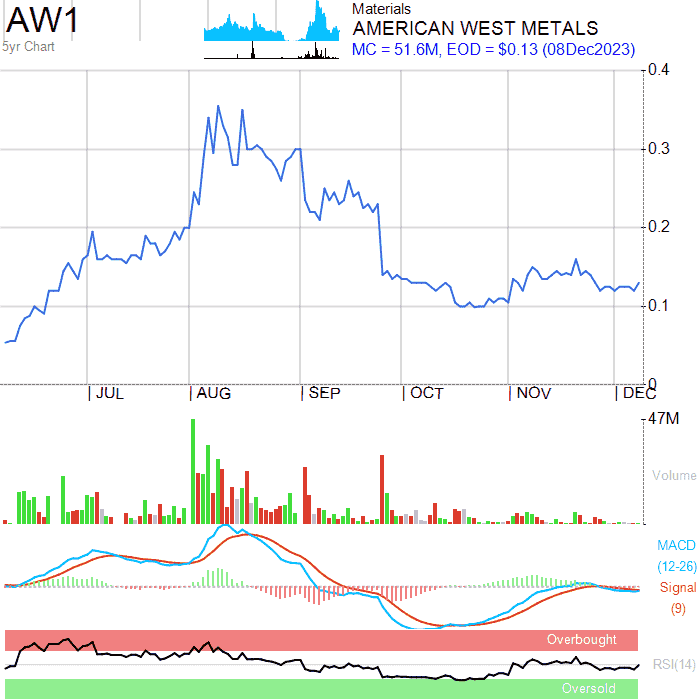 AW1
5yr Chart
Materials
AMERICAN WEST METALS
MC = 51.6M, EOD = $0.13 (08Dec2023)
0.4
0.3
0.2
0.1
0
JUL
AUG
SEP
OCT
NOV
DEC
47M
Volume
MACD
(12-26)
Signal
(9)
Overbought
RSI(14)
Oversold